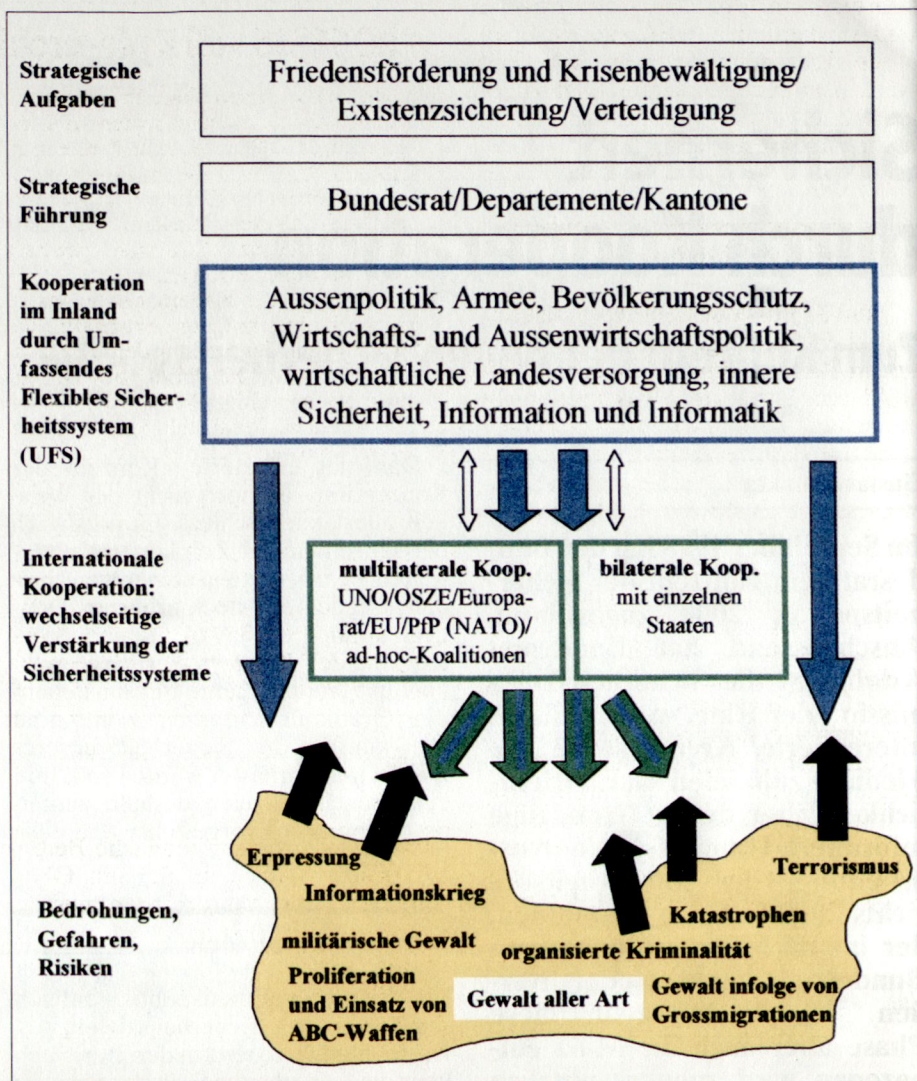 Strategische
Aufgaben
Friedensförderung und Krisenbewältigung/
Existenzsicherung/Verteidigung
Strategische
Führung
Bundesrat/Departemente/Kantone
Kooperation
im Inland
durch Um-
fassendes
Flexibles Sicher-
heitssystem
(UFS)
Aussenpolitik, Armee, Bevölkerungsschutz,
Wirtschafts- und Aussenwirtschaftspolitik,
wirtschaftliche Landesversorgung, innere
Sicherheit, Information und Informatik
Internationale
Kooperation:
wechselseitige
Verstärkung der
Sicherheitssysteme
multilaterale Koop.
UNO/OSZE/Europa-
rat/EU/PfP (NATO)/
ad-hoc-Koalitionen
bilaterale Koop.
mit einzelnen
Staaten
Bedrohungen,
Gefahren,
Risiken
Erpressung
Informationskrieg
militärische Gewalt
Proliferation
und Einsatz von
ABC-Waffen
Gewalt aller Art
organisierte Kriminalität
Katastrophen
Terrorismus
Gewalt infolge von
Grossmigrationen